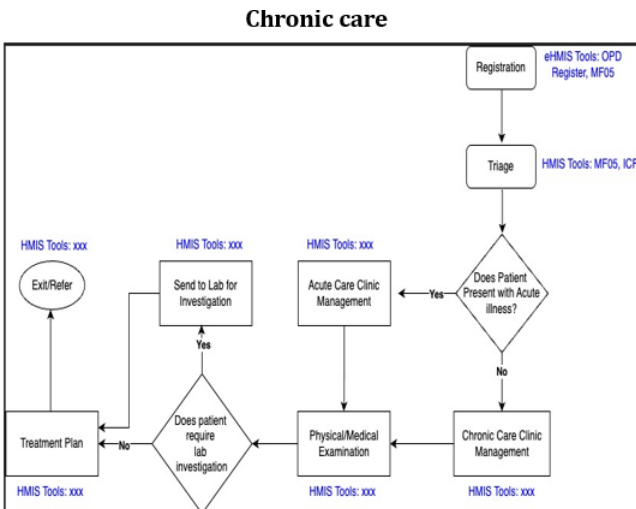 Chronic care
Registration
eHMIS Tools: OPD
Register, MF05
Triage
HMIS Tools: MF05, ICF
Does Patient
Present with Acute
illness?
Yes
No
HMIS Tools: xxx
Acute Care Clinic
Management
HMIS Tools: xxx
Send to Lab for
Investigation
HMIS Tools: xxx
Exit/Refer
Yes
Does patient
require
lab
investigation
No
Treatment Plan
HMIS Tools: xxx
Physical/Medical
Examination
HMIS Tools: xxx
Chronic Care Clinic
Management
HMIS Tools: xxx